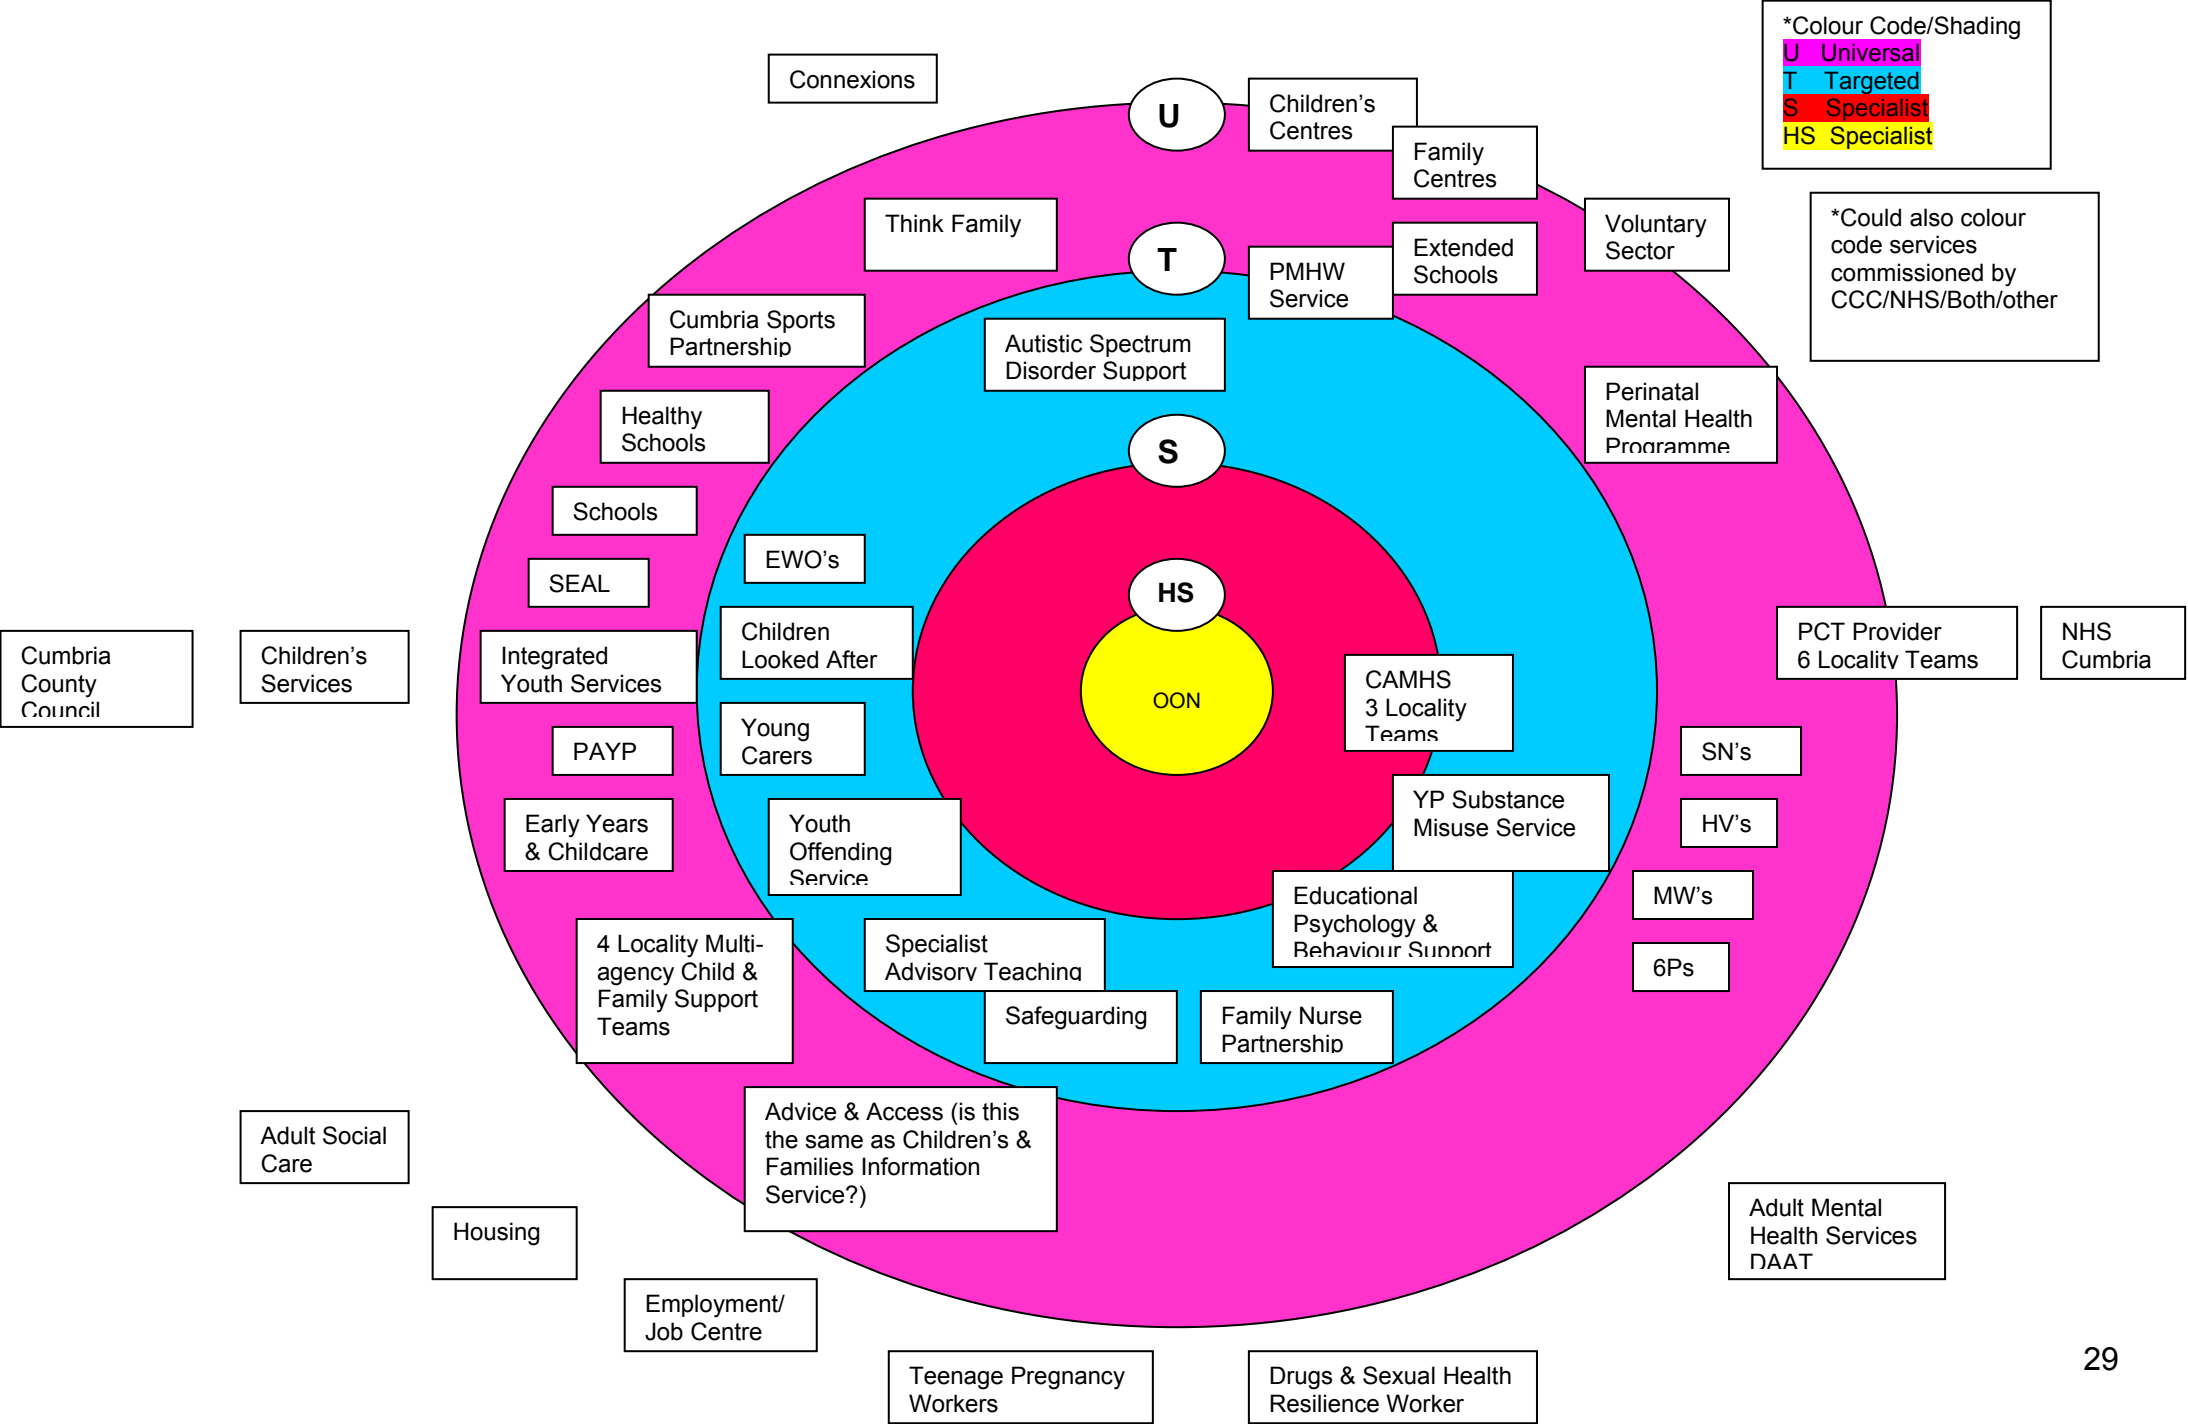 *Colour Code/Shading
U Universal
T Targeted
S Specialist
HS Specialist
*Could also colour
code services
commissioned by
CCC/NHS/Both/other
Connexions
U
Children's
Centres
Family
Centres
Think Family
Voluntary
Sector
T
PMHW
Service
Extended
Schools
Cumbria Sports
Partnership
Autistic Spectrum
Disorder Support
Healthy
Schools
Perinatal
Mental Health
Programme
S
Schools
EWO's
SEAL
HS
Cumbria
County
Council
Children's
Services
Integrated
Youth Services
Children
Looked After
OON
CAMHS
3 Locality
Teams
PCT Provider
6 Locality Teams
NHS
Cumbria
PAYP
Young
Carers
SN's
Early Years
& Childcare
Youth
Offending
Service
YP Substance
Misuse Service
HV's
Educational
Psychology &
Behaviour Support
MW's
4 Locality Multi-
agency Child &
Family Support
Teams
Specialist
Advisory Teaching
6Ps
Safeguarding
Family Nurse
Partnership
Advice & Access (is this
the same as Children's &
Families Information
Service?)
Adult Social
Care
Housing
Adult Mental
Health Services
DAAT
Employment/
Job Centre
Teenage Pregnancy
Workers
Drugs & Sexual Health
Resilience Worker
29